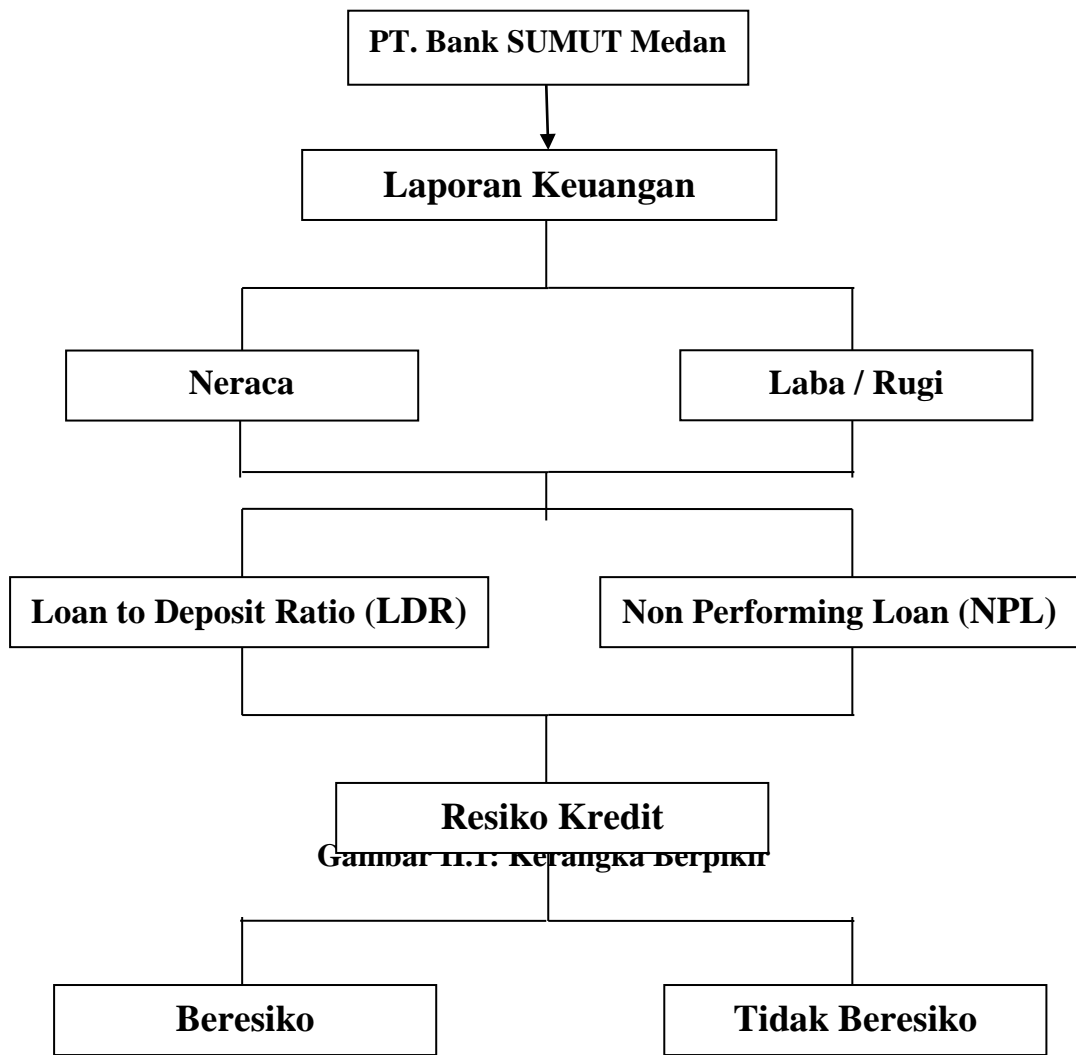 PT. Bank SUMUT Medan
Laporan Keuangan
Neraca
Laba / Rugi
Loan to Deposit Ratio (LDR)
Non Performing Loan (NPL)
Resiko Kredit
Gambar II.1: Kerangka Berpikir
Beresiko
Tidak Beresiko